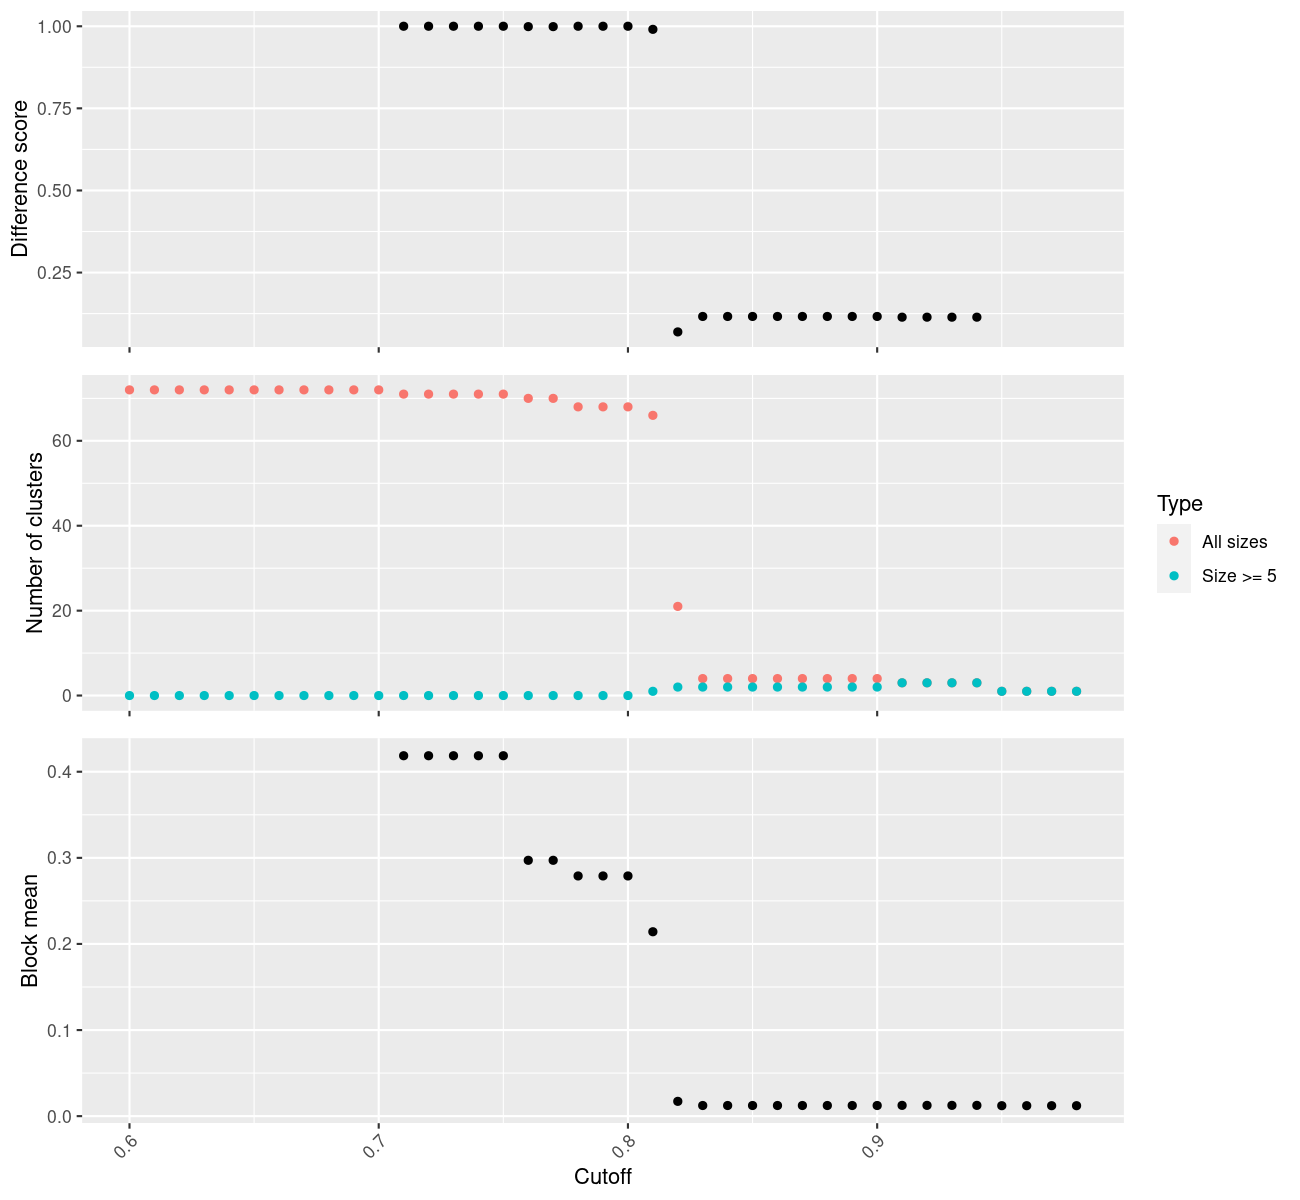 Difference score
1.00
0.75
0.50
0.25
Number of clusters
60
40
20
0
Type
All sizes
Size >= 5
Block mean
0.4
0.3
0.2
0.1
0.0
0.6 0.7 0.8 0.9
Cutoff